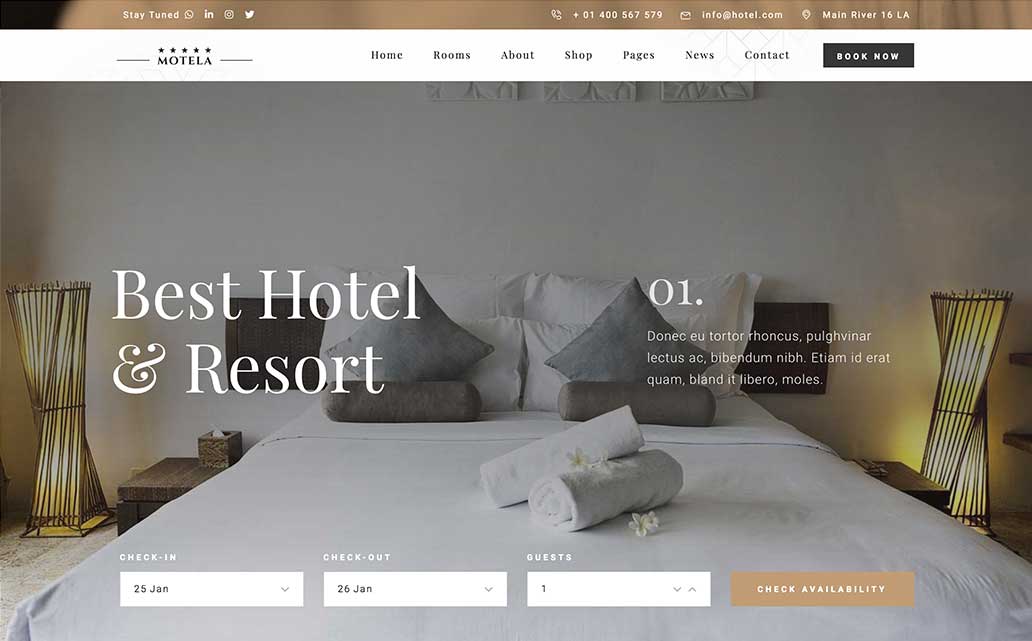 Stay Tuned
+ 01 400 567 579
info@hotel.com
Main River 16 LA
MOTELA
Home
Rooms
About
Shop
Pages
News
Contact
BOOK NOW
Best Hotel
& Resort
01.
Donec eu tortor rhoncus, pulghvinar
lectus ac, bibendum nibh. Etiam id erat
quam, bland it libero, moles.
CHECK-IN
CHECK-OUT
GUESTS
25 Jan
26 Jan
1
CHECK AVAILABILITY